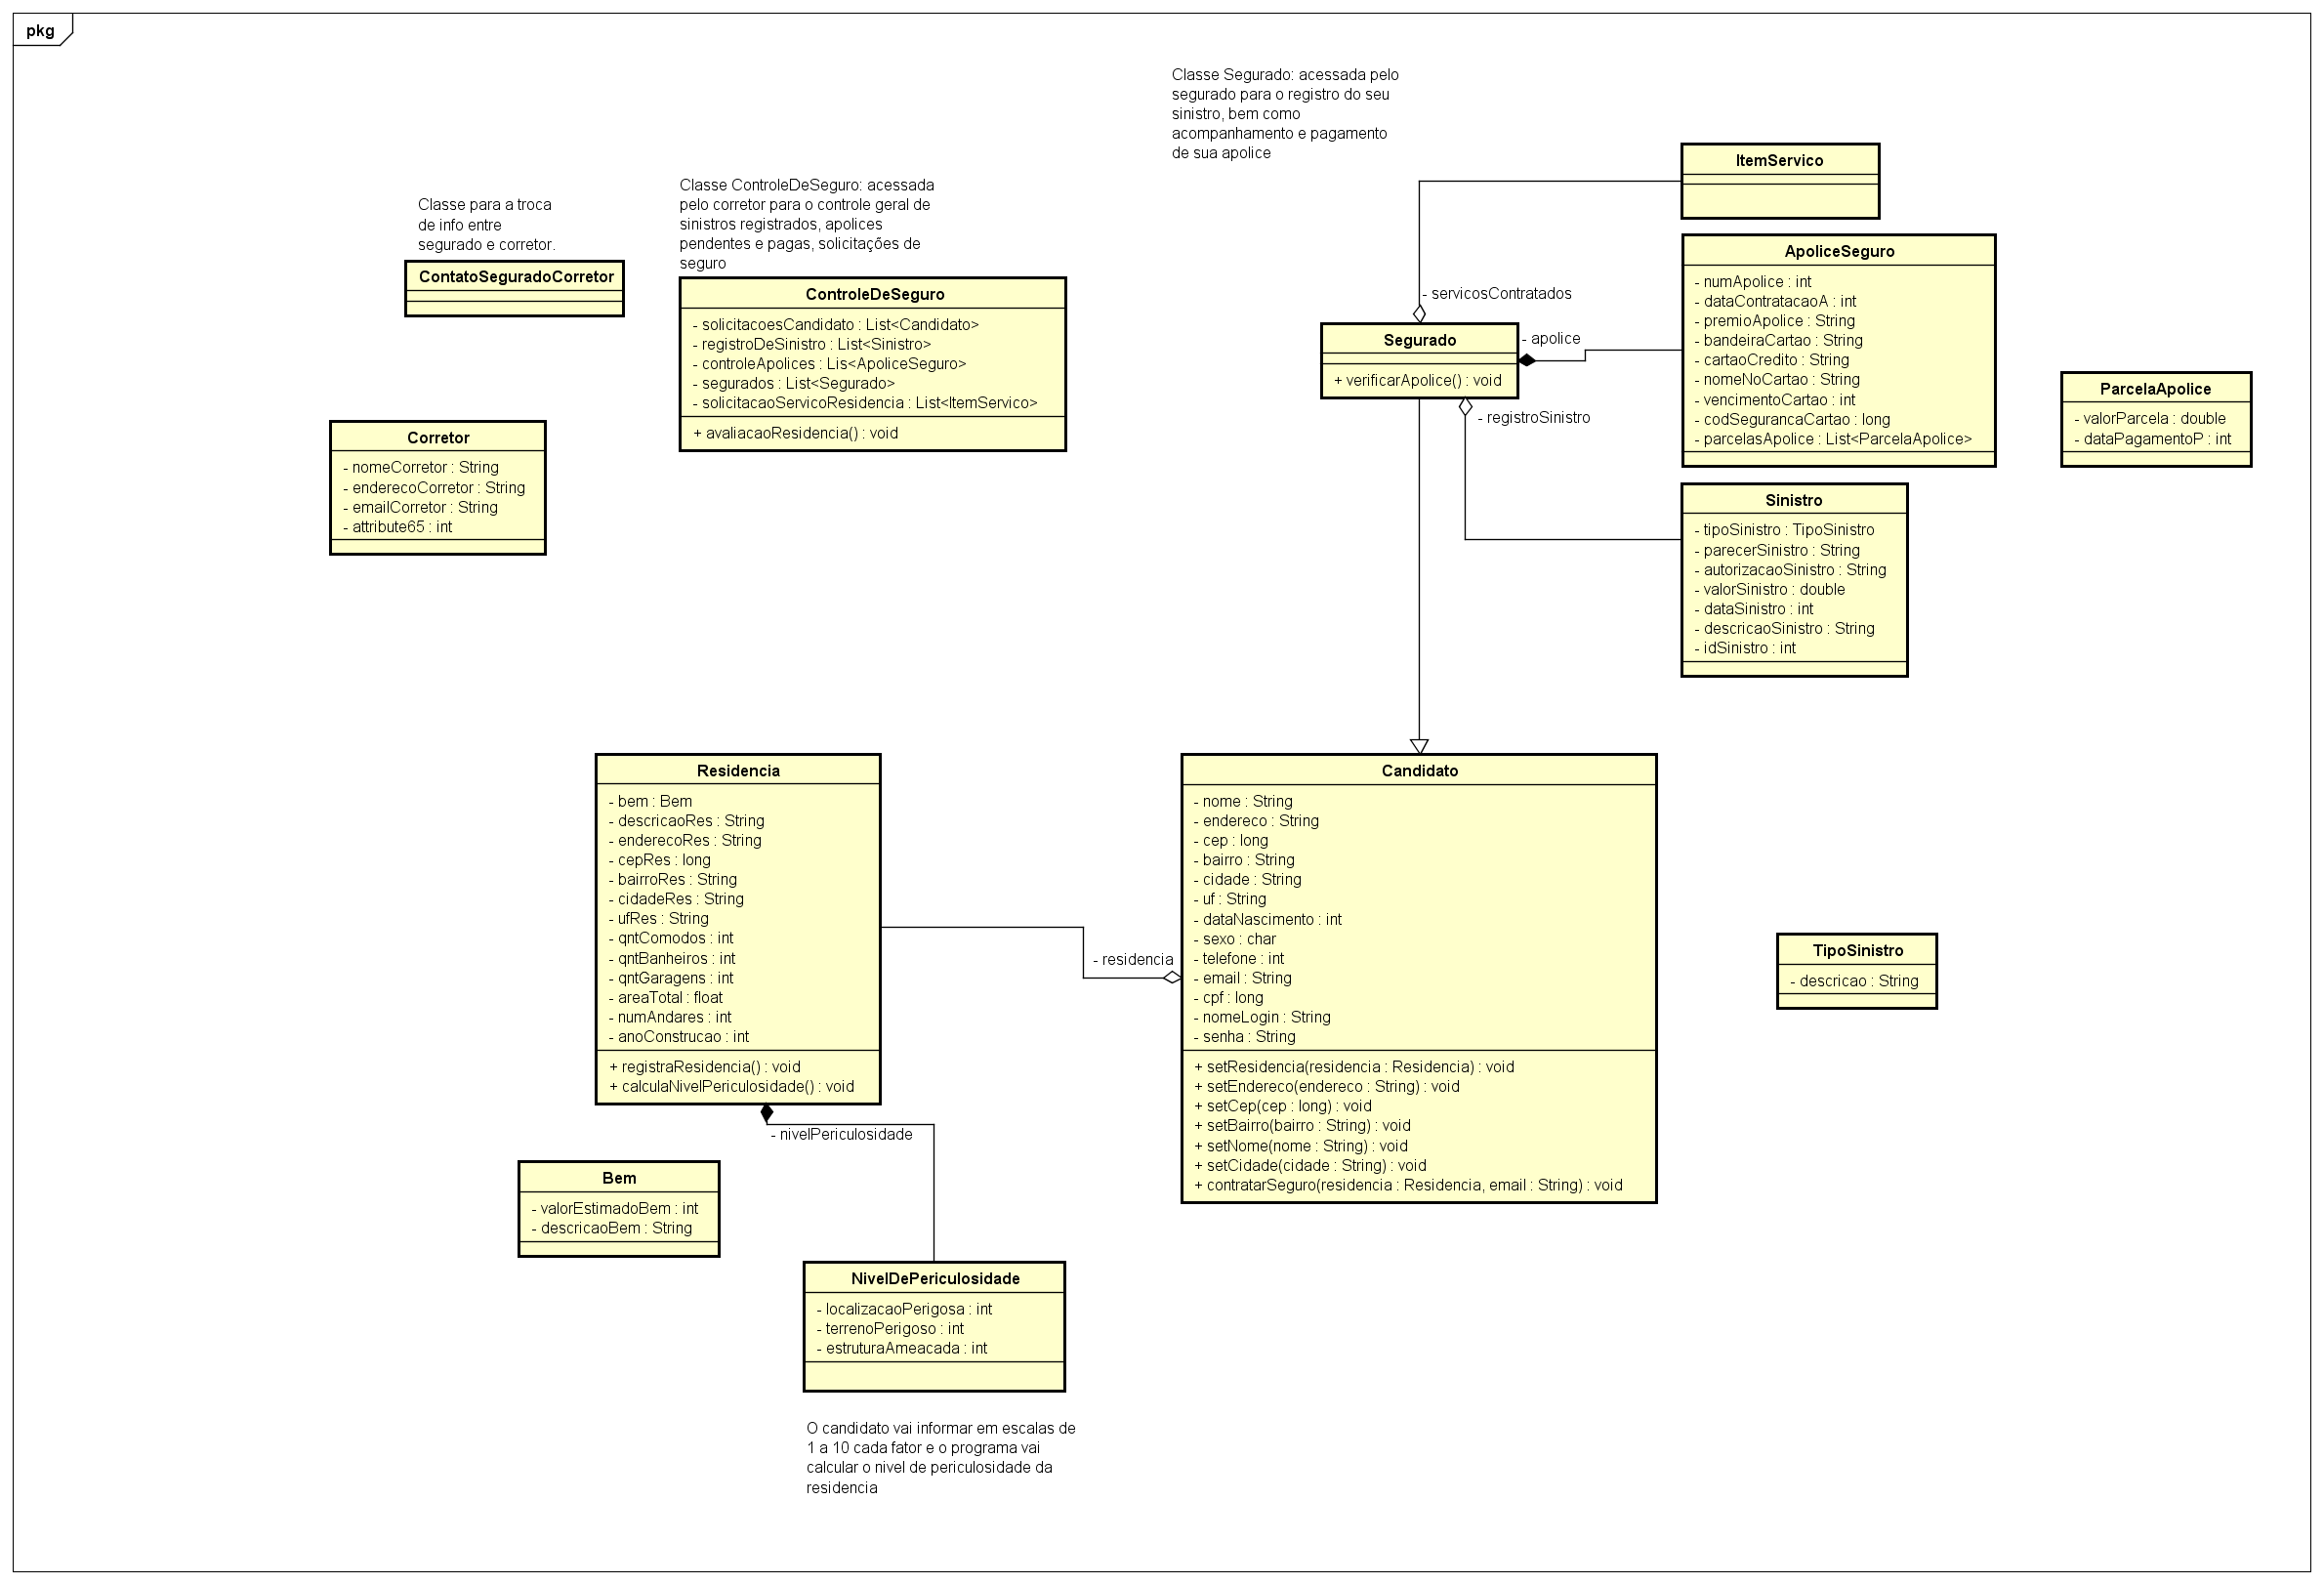 pkg
Classe Segurado: acessada pelo
segurado para o registro do seu
sinistro, bem como
acompanhamento e pagamento
de sua apolice
ItemServico
Classe para a troca
de info entre
segurado e corretor.
ContatoSeguradoCorretor
Classe ControleDeSeguro: acessada
pelo corretor para o controle geral de
sinistros registrados, apolices
pendentes e pagas, solicitações de
seguro
ControleDeSeguro
- solicitacoesCandidato : List<Candidato>
- registroDeSinistro : List<Sinistro>
- controleApolices : Lis<ApoliceSeguro>
- segurados : List<Segurado>
- solicitacaoServicoResidencia : List<ItemServico>
+ avaliacaoResidencia() : void
- servicosContratados
Segurado
+ verificarApolice() : void
- apolice
- registroSinistro
ApoliceSeguro
- numApolice : int
- dataContratacaoA : int
- premioApolice : String
- bandeiraCartao : String
- cartaoCredito : String
- nomeNoCartao : String
- vencimentoCartao : int
- codSegurancaCartao : long
- parcelasApolice : List<ParcelaApolice>
ParcelaApolice
- valorParcela : double
- dataPagamentoP : int
Corretor
- nomeCorretor : String
- enderecoCorretor : String
- emailCorretor : String
- attribute65 : int
Sinistro
- tipoSinistro : TipoSinistro
- parecerSinistro : String
- autorizacaoSinistro : String
- valorSinistro : double
- dataSinistro : int
- descricaoSinistro : String
- idSinistro : int
Residencia
- bem : Bem
- descricaoRes : String
- enderecoRes : String
- cepRes : long
- bairroRes : String
- cidadeRes : String
- ufRes : String
- qntComodos : int
- qntBanheiros : int
- qntGaragens : int
- areaTotal : float
- numAndares : int
- anoConstrucao : int
+ registraResidencia() : void
+ calculaNivelPericulosidade() : void
- residencia
Candidato
- nome : String
- endereco : String
- cep : long
- bairro : String
- cidade : String
- uf : String
- dataNascimento : int
- sexo : char
- telefone : int
- email : String
- cpf : long
- nomeLogin : String
- senha : String
+ setResidencia(residencia : Residencia) : void
+ setEndereco(endereco : String) : void
+ setCep(cep : long) : void
+ setBairro(bairro : String) : void
+ setNome(nome : String) : void
+ setCidade(cidade : String) : void
+ contratarSeguro(residencia : Residencia, email : String) : void
TipoSinistro
- descricao : String
- nivelPericulosidade
Bem
- valorEstimadoBem : int
- descricaoBem : String
NivelDePericulosidade
- localizacaoPerigosa : int
- terrenoPerigoso : int
- estruturaAmeacada : int
O candidato vai informar em escalas de
1 a 10 cada fator e o programa vai
calcular o nivel de periculosidade da
residencia